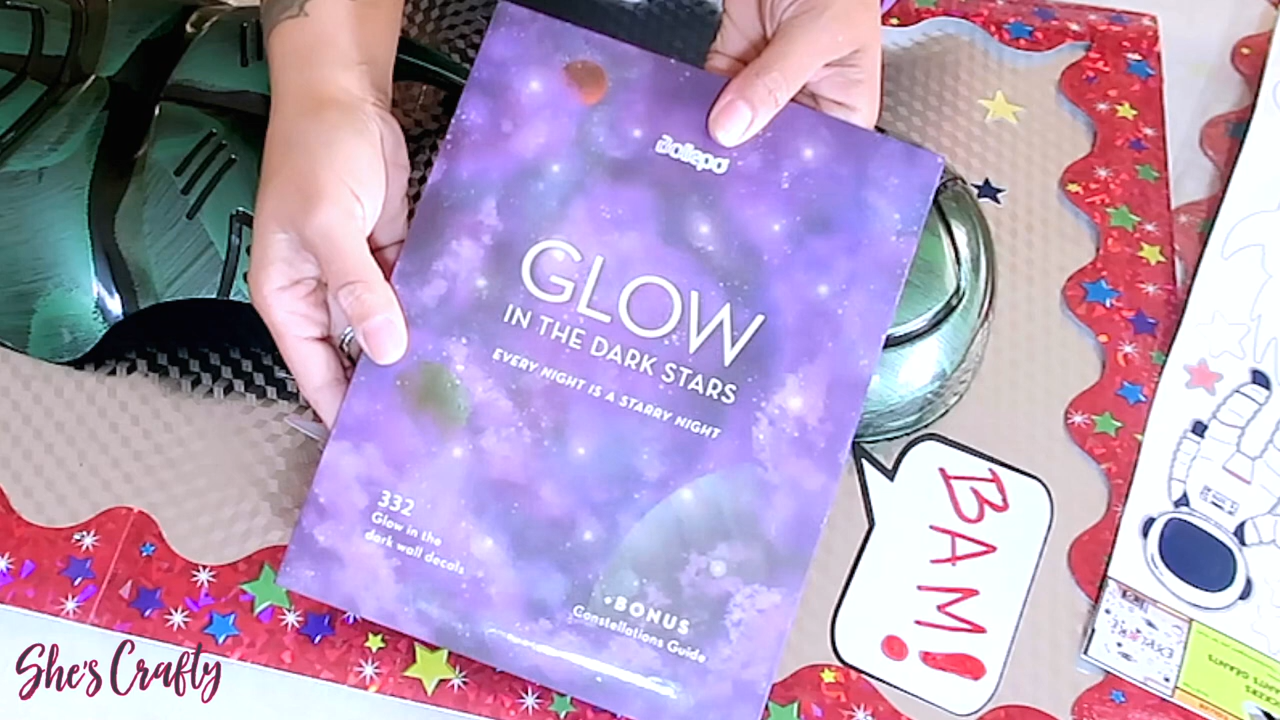 GLOW
IN THE DARK STARS
EVERY NIGHT IS A STARRY NIGHT
332
Glow in the
dark wall decals
+BONUS
Constellations Guide
BAM!
She's Crafty